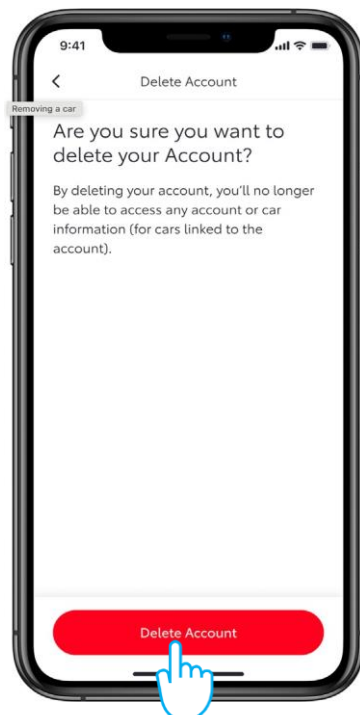 9:41
Delete Account
Removing a car
Are you sure you want to
delete your Account?
By deleting your account, you'll no longer
be able to access any account or car
information (for cars linked to the
account).
Delete Account